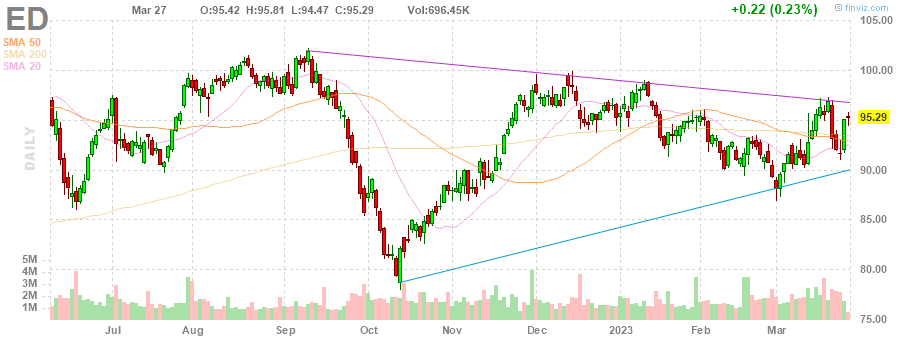 ED Mar 27 O:95.42 H:95.81 L:94.47 C:95.29 Vol:696.45K +0.22 (0.23%) © finviz.com
SMA 50
SMA 200
SMA 20
DAILY
105.00
100.00
95.29
90.00
85.00
80.00
75.00
5M
4M
3M
2M
1M
Jul Aug Sep Oct Nov Dec 2023 Feb Mar